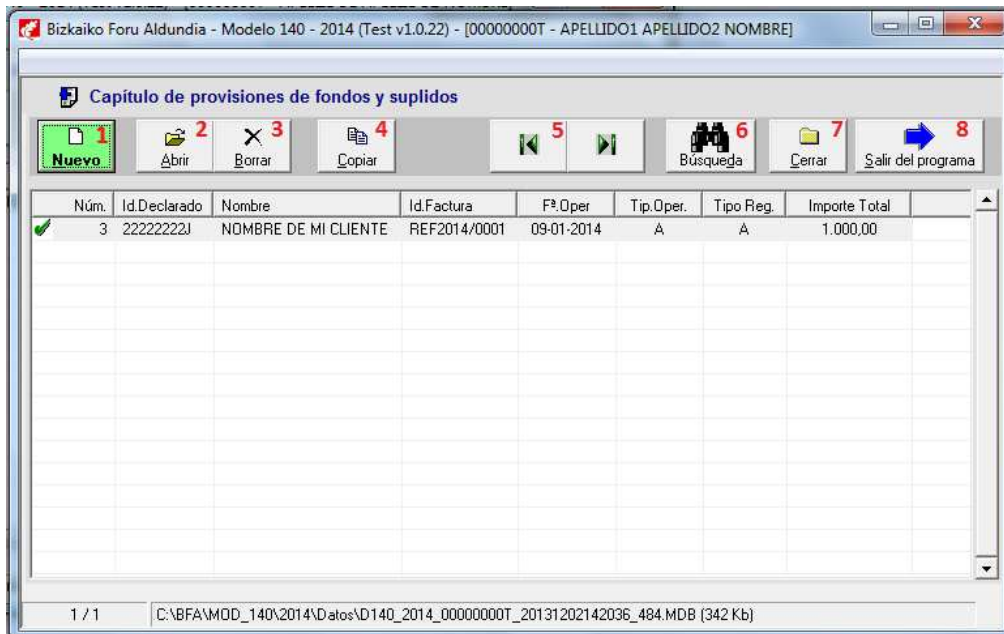 Bizkaiko Foru Aldundia - Modelo 140 - 2014 (Test v1.0.22) - [00000000T - APELLIDO1 APELLIDO2 NOMBRE]
Capítulo de provisiones de fondos y suplidos
1 2 3 4 5 6 7 8
Nuevo Abrir Borrar Copiar Búsqueda Cerrar Salir del programa
Núm. Id.Declarado Nombre Id.Factura Fª.Oper Tip.Oper. Tipo Reg. Importe Total
3 22222222J NOMBRE DE MI CLIENTE REF2014/0001 09-01-2014 A A 1.000,00
1 / 1 C:\BFA\MOD_140\2014\Datos\D140_2014_00000000T_20131202142036_484.MDB (342 Kb)